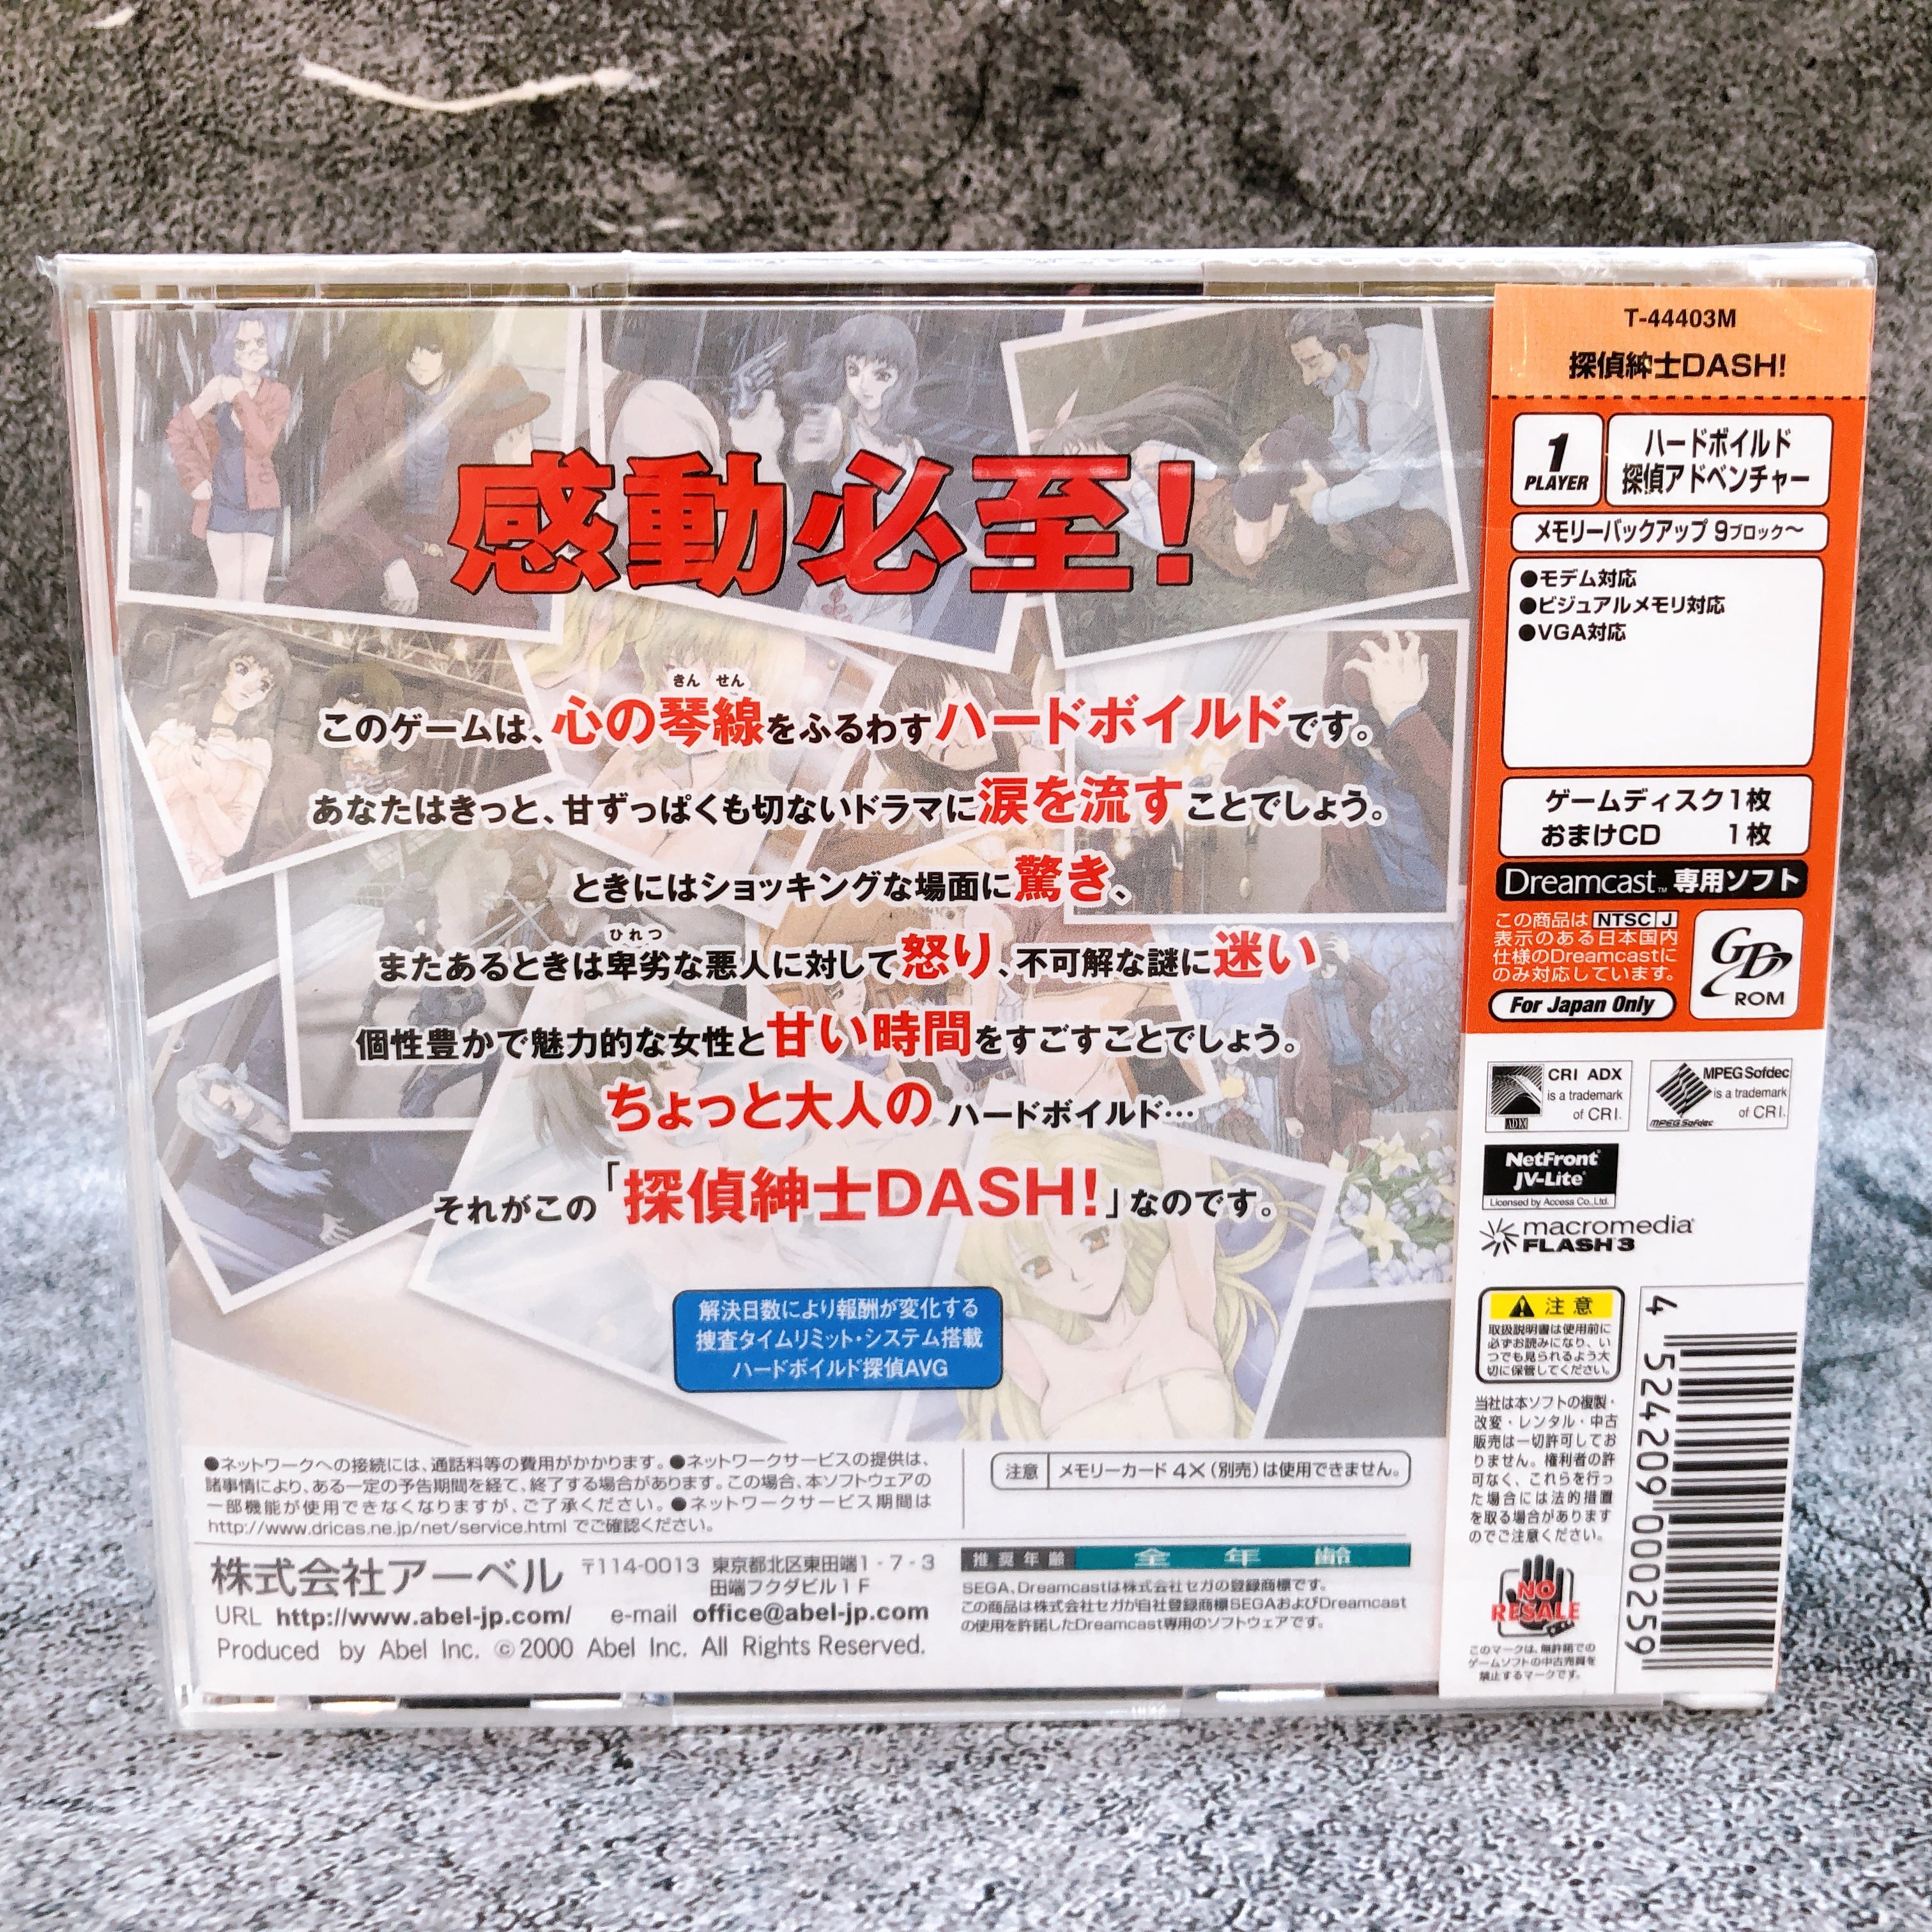 感動必至!
きん せん
このゲームは、心の琴線をふるわすハードボイルドです。
あなたはきっと、甘ずっぱくも切ないドラマに涙を流すことでしょう。
ときにはショッキングな場面に驚き、
ひれつ
またあるときは卑劣な悪人に対して怒り、不可解な謎に迷い
個性豊かで魅力的な女性と甘い時間をすごすことでしょう。
ちょっと大人の ハードボイルド…
それがこの「探偵紳士DASH!」なのです。
解決日数により報酬が変化する
捜査タイムリミット・システム搭載
ハードボイルド探偵AVG
●ネットワークへの接続には、通話料等の費用がかかります。●ネットワークサービスの提供は、
諸事情により、ある一定の予告期間を経て、終了する場合があります。この場合、本ソフトウェアの
一部機能が使用できなくなりますが、ご了承ください。●ネットワークサービス期間は
http://www.dricas.ne.jp/net/service.html でご確認ください。
注意 メモリーカード 4×(別売)は使用できません。
株式会社アーベル 〒114-0013 東京都北区東田端1-7-3
田端フクダビル1F
URL http://www.abel-jp.com/ e-mail office@abel-jp.com
Produced by Abel Inc. ©2000 Abel Inc. All Rights Reserved.
推奨年齢 全年齢
SEGA、Dreamcastは株式会社セガの登録商標です。
この商品は株式会社セガが自社登録商標SEGAおよびDreamcast
の使用を許諾したDreamcast専用のソフトウェアです。
T-44403M
探偵紳士DASH!
1
PLAYER
ハードボイルド
探偵アドベンチャー
メモリーバックアップ 9ブロック〜
●モデム対応
●ビジュアルメモリ対応
●VGA対応
ゲームディスク1枚
おまけCD 1枚
Dreamcast™ 専用ソフト
この商品は NTSC J
表示のある日本国内
仕様のDreamcastに
のみ対応しています。
For Japan Only
GD
ROM
CRI ADX
is a trademark
of CRI.
ADX
MPEG Sofdec
is a trademark
of CRI.
MPEG Sofdec
NetFront®
JV-Lite®
Licensed by Access Co.,Ltd.
macromedia®
FLASH 3
注意
取扱説明書は使用前に
必ずお読みになり、い
つでも見られるよう大
切に保管してください。
当社は本ソフトの複製・
改変・レンタル・中古
販売は一切許可してお
りません。権利者の許
可なく、これらを行っ
た場合には法的措置
を取る場合があります
のでご注意ください。
NO
RESALE
このマークは、無許諾での
ゲームソフトの中古売買を
禁止するマークです。
4 524209 000259